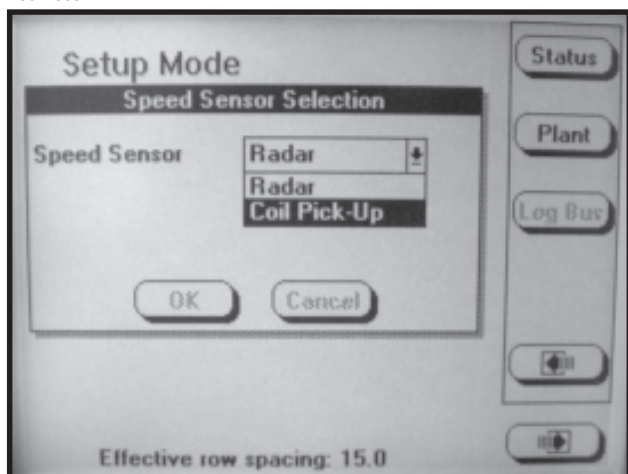 Setup Mode
Speed Sensor Selection
Speed Sensor
Radar
Radar
Coil Pick-Up
OK
Cancel
Effective row spacing: 15.0
Status
Plant
Log Bus